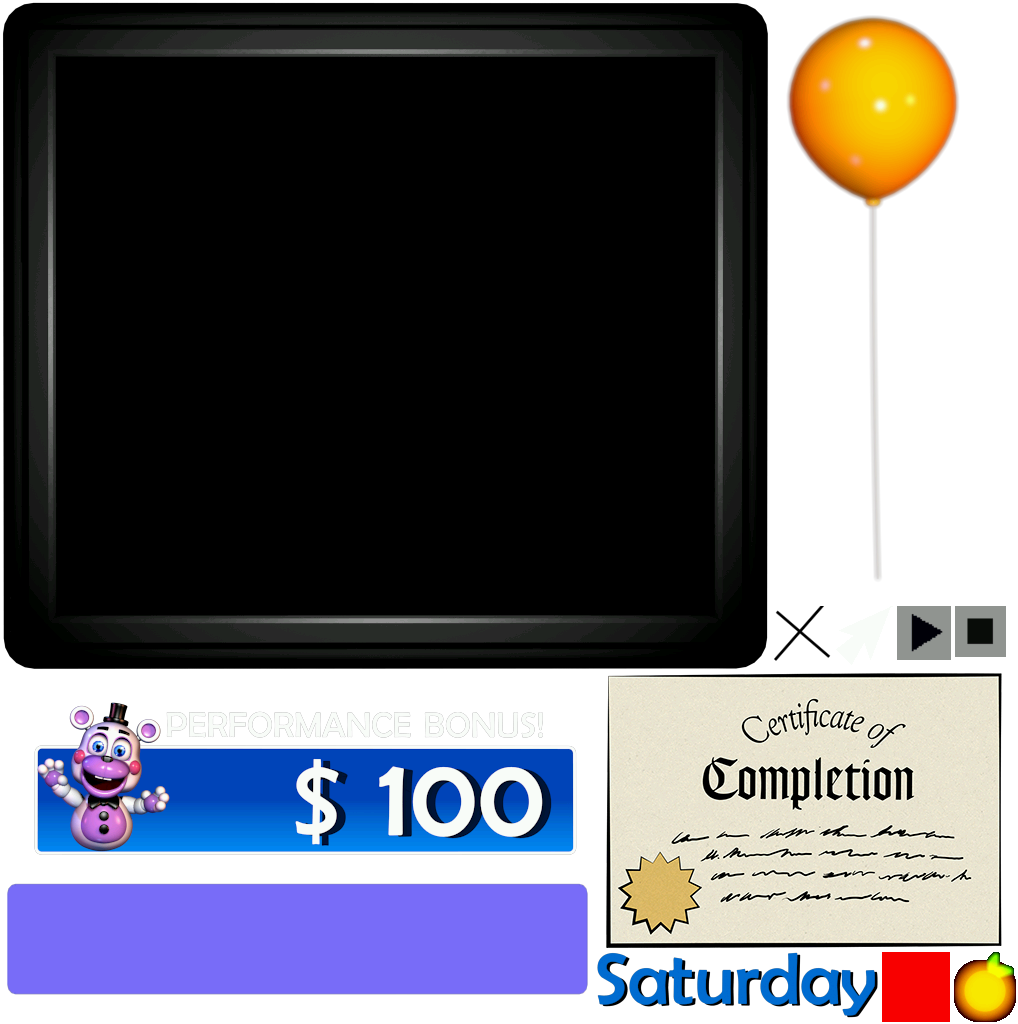 PERFORMANCE BONUS!
$ 100
Certificate of
Completion
Saturday